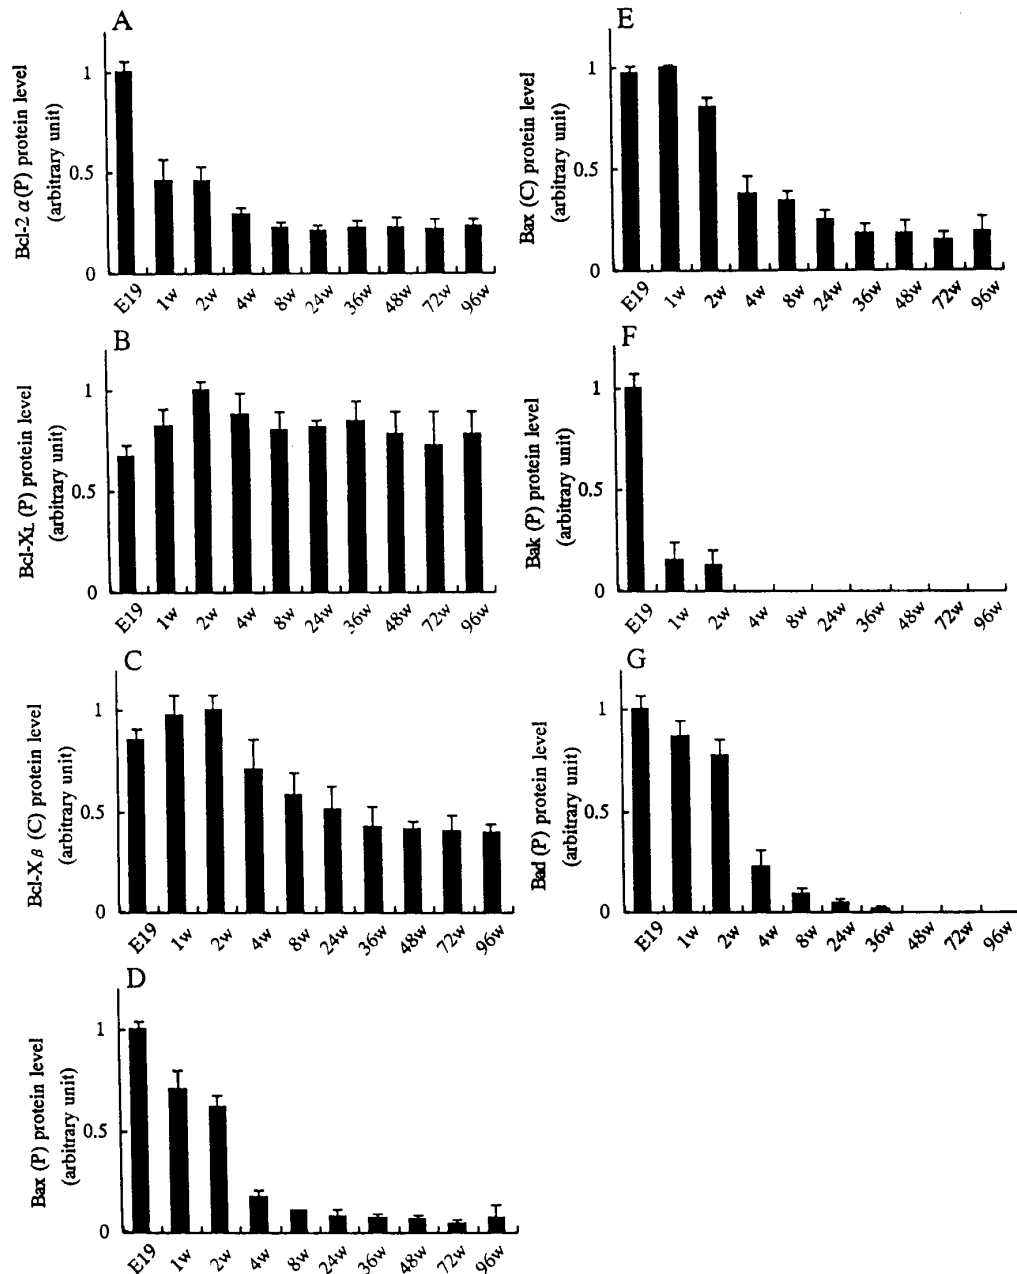 A
Bcl-2 α(P) protein level
(arbitrary unit)
1
0.5
0
E19 1w 2w 4w 8w 24w 36w 48w 72w 96w
B
Bcl-XL (P) protein level
(arbitrary unit)
1
0.5
0
E19 1w 2w 4w 8w 24w 36w 48w 72w 96w
C
Bcl-X β (C) protein level
(arbitrary unit)
1
0.5
0
E19 1w 2w 4w 8w 24w 36w 48w 72w 96w
D
Bax (P) protein level
(arbitrary unit)
1
0.5
0
E19 1w 2w 4w 8w 24w 36w 48w 72w 96w
E
Bax (C) protein level
(arbitrary unit)
1
0.5
0
E19 1w 2w 4w 8w 24w 36w 48w 72w 96w
F
Bak (P) protein level
(arbitrary unit)
1
0.5
0
E19 1w 2w 4w 8w 24w 36w 48w 72w 96w
G
Bad (P) protein level
(arbitrary unit)
1
0.5
0
E19 1w 2w 4w 8w 24w 36w 48w 72w 96w